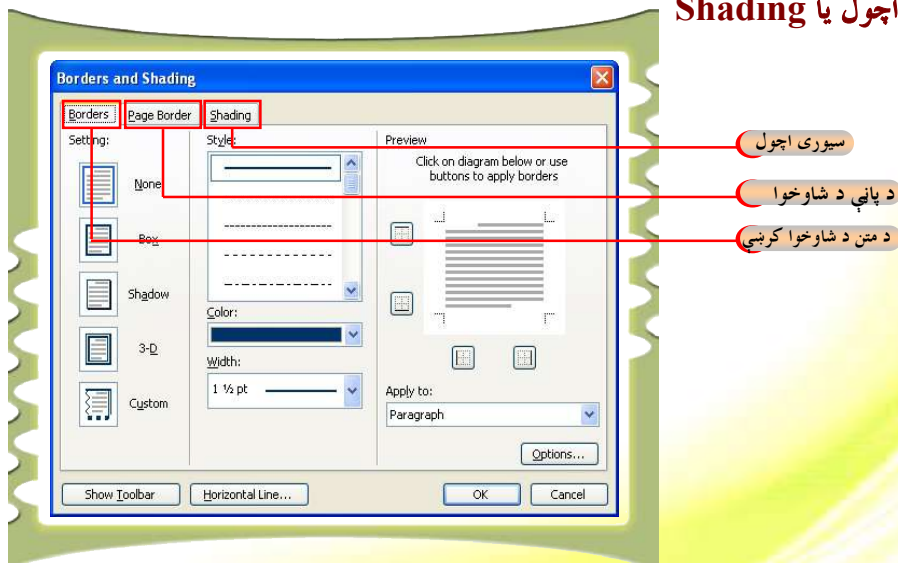 اچول یا Shading
Borders and Shading
Borders Page Border Shading
Setting:
None
Box
Shadow
3-D
Custom
Style:
Color:
Width:
1 ½ pt
Preview
Click on diagram below or use
buttons to apply borders
Apply to:
Paragraph
Options...
Show Toolbar Horizontal Line... OK Cancel
سیوری اچول
د پاڼې د شاوخوا
د متن د شاوخوا کرښې